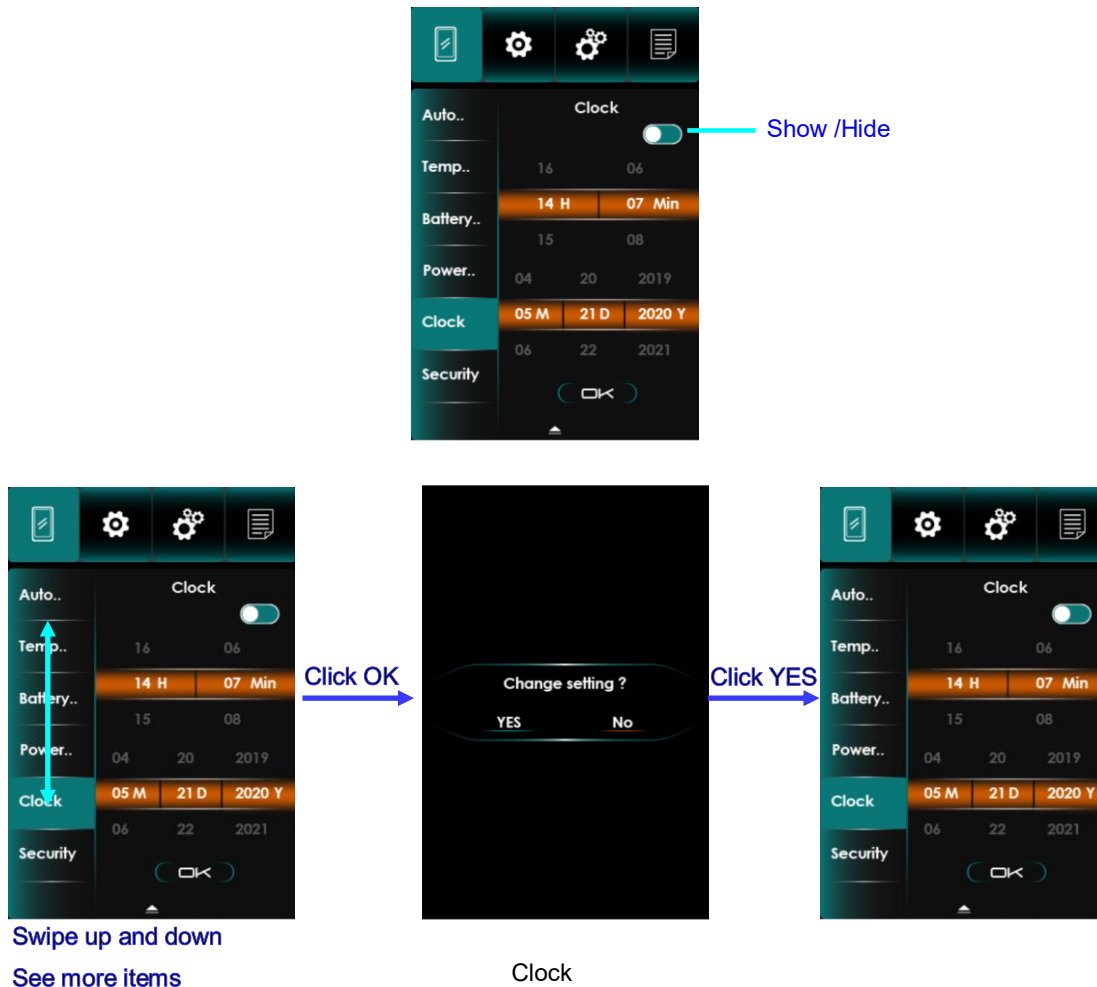 Clock
Auto..
Show /Hide
Temp..
16 06
14 H 07 Min
Battery..
15 08
Power..
04 20 2019
05 M 21 D 2020 Y
Clock
06 22 2021
Security
OK
Clock
Auto..
Temp..
16 06
14 H 07 Min
Battery..
15 08
Power..
04 20 2019
05 M 21 D 2020 Y
Clock
06 22 2021
Security
OK
Swipe up and down
See more items
Click OK
Change setting ?
YES No
Click YES
Clock
Auto..
Temp..
16 06
14 H 07 Min
Battery..
15 08
Power..
04 20 2019
05 M 21 D 2020 Y
Clock
06 22 2021
Security
OK
Clock